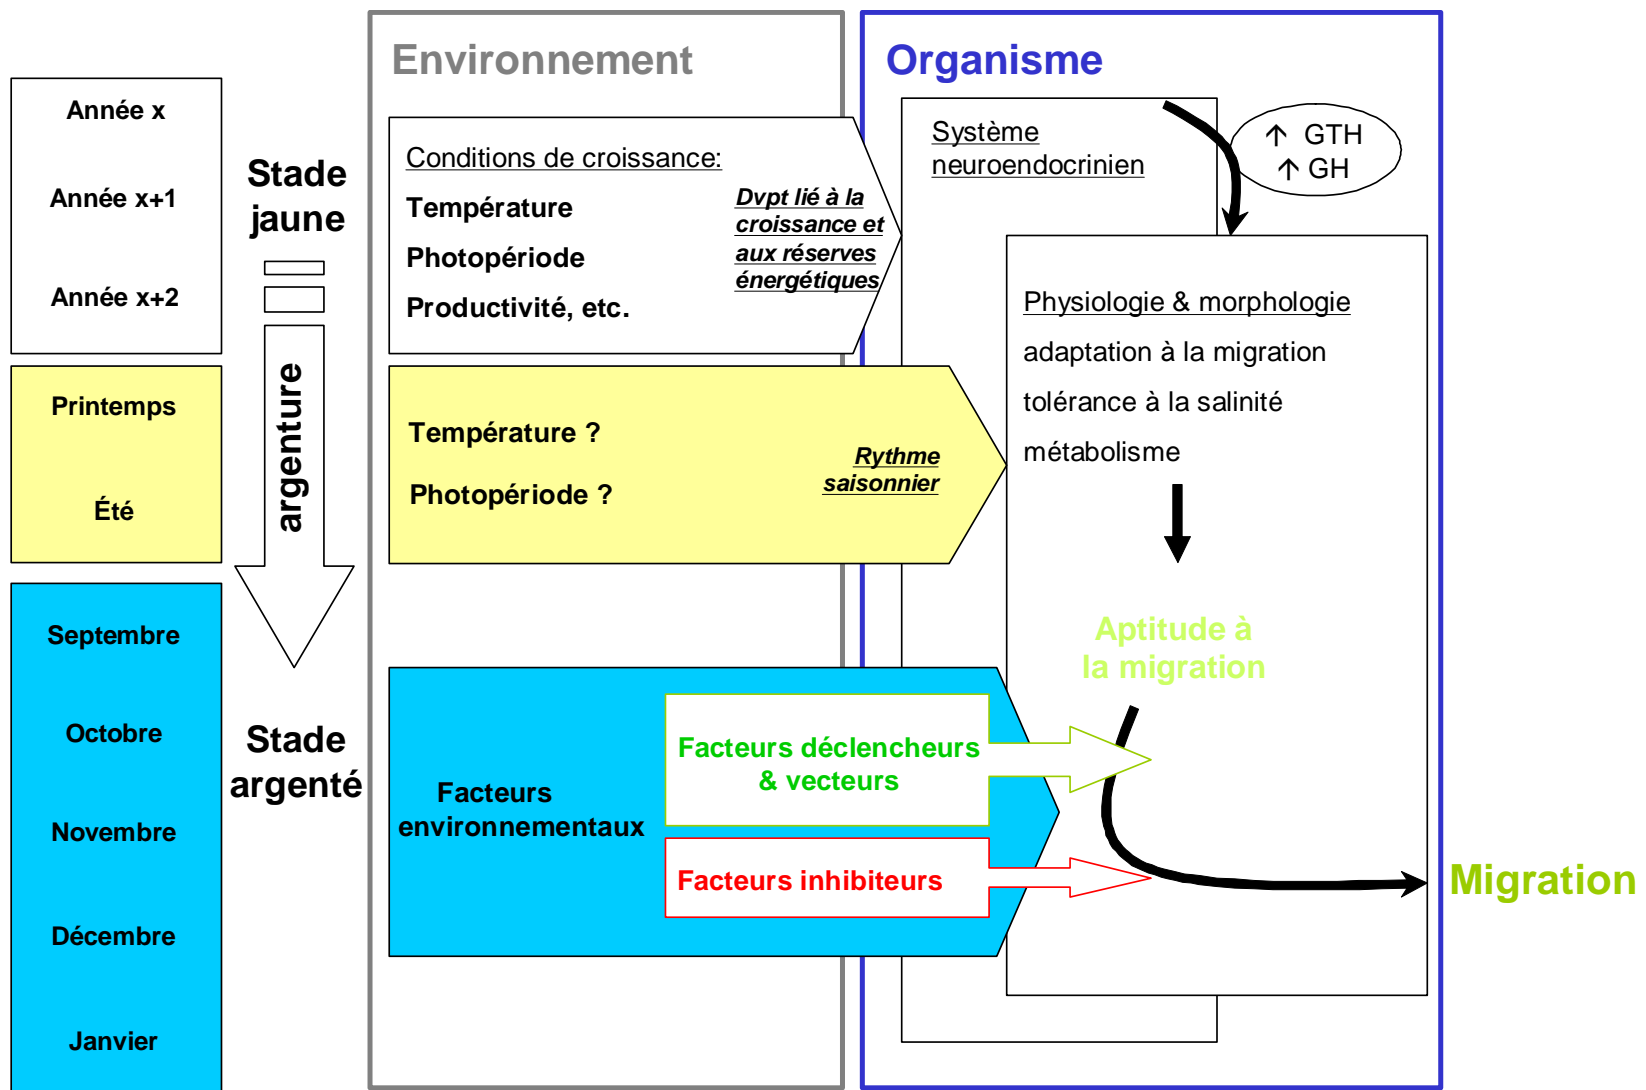 Environnement
Organisme
Année x
Année x+1
Année x+2
Stade
jaune
argenture
Conditions de croissance:
Température
Photopériode
Productivité, etc.
Dvpt lié à la
croissance et
aux réserves
énergétiques
Système
neuroendocrinien
↑ GTH
↑ GH
Physiologie & morphologie
adaptation à la migration
tolérance à la salinité
métabolisme
Printemps
Été
Température ?
Photopériode ?
Rythme
saisonnier
Aptitude à
la migration
Septembre
Octobre
Novembre
Décembre
Janvier
Stade
argenté
Facteurs
environnementaux
Facteurs déclencheurs
& vecteurs
Facteurs inhibiteurs
Migration